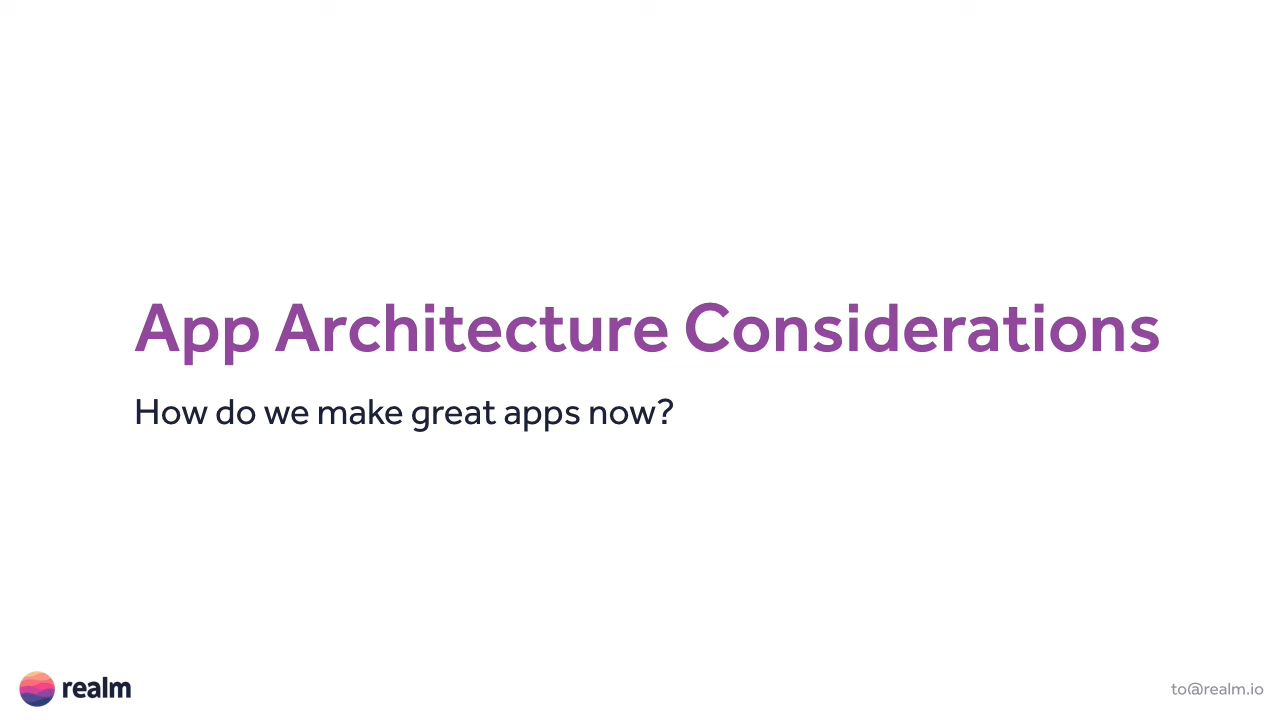 App Architecture Considerations
How do we make great apps now?
realm
to@realm.io